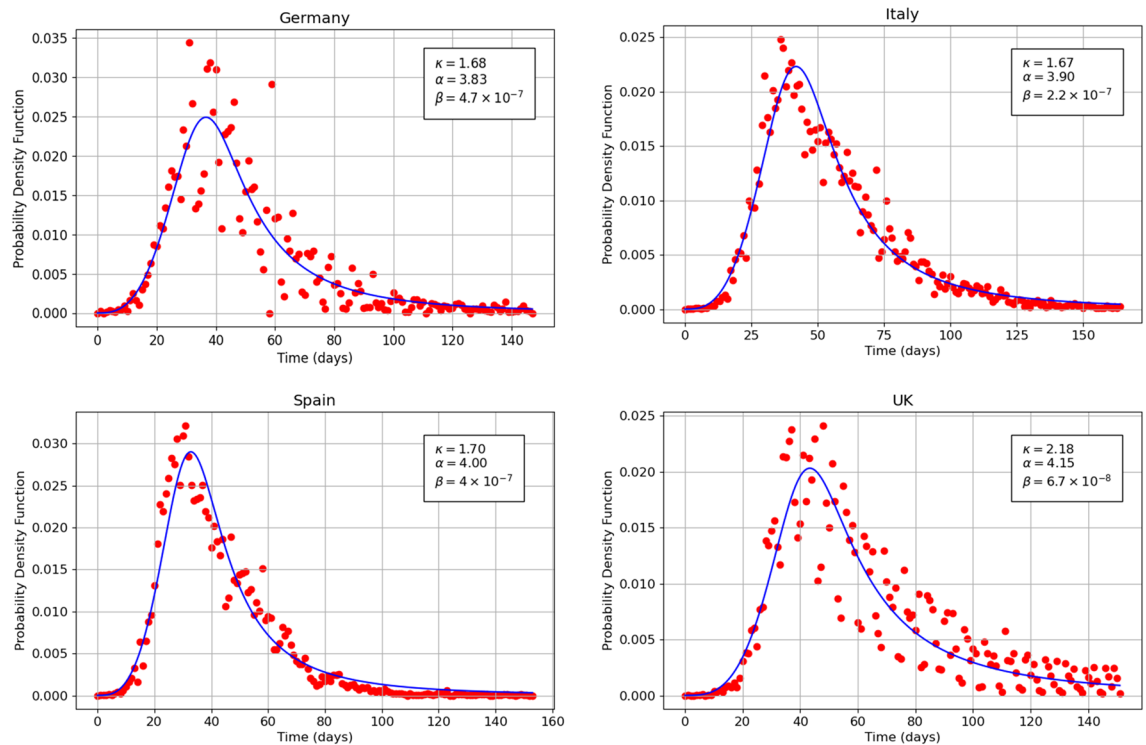 Germany
Probability Density Function
0.035
0.030
0.025
0.020
0.015
0.010
0.005
0.000
κ = 1.68
α = 3.83
β = 4.7 × 10⁻⁷
0 20 40 60 80 100 120 140
Time (days)
Italy
Probability Density Function
0.025
0.020
0.015
0.010
0.005
0.000
κ = 1.67
α = 3.90
β = 2.2 × 10⁻⁷
0 25 50 75 100 125 150
Time (days)
Spain
Probability Density Function
0.030
0.025
0.020
0.015
0.010
0.005
0.000
κ = 1.70
α = 4.00
β = 4 × 10⁻⁷
0 20 40 60 80 100 120 140 160
Time (days)
UK
Probability Density Function
0.025
0.020
0.015
0.010
0.005
0.000
κ = 2.18
α = 4.15
β = 6.7 × 10⁻⁸
0 20 40 60 80 100 120 140
Time (days)